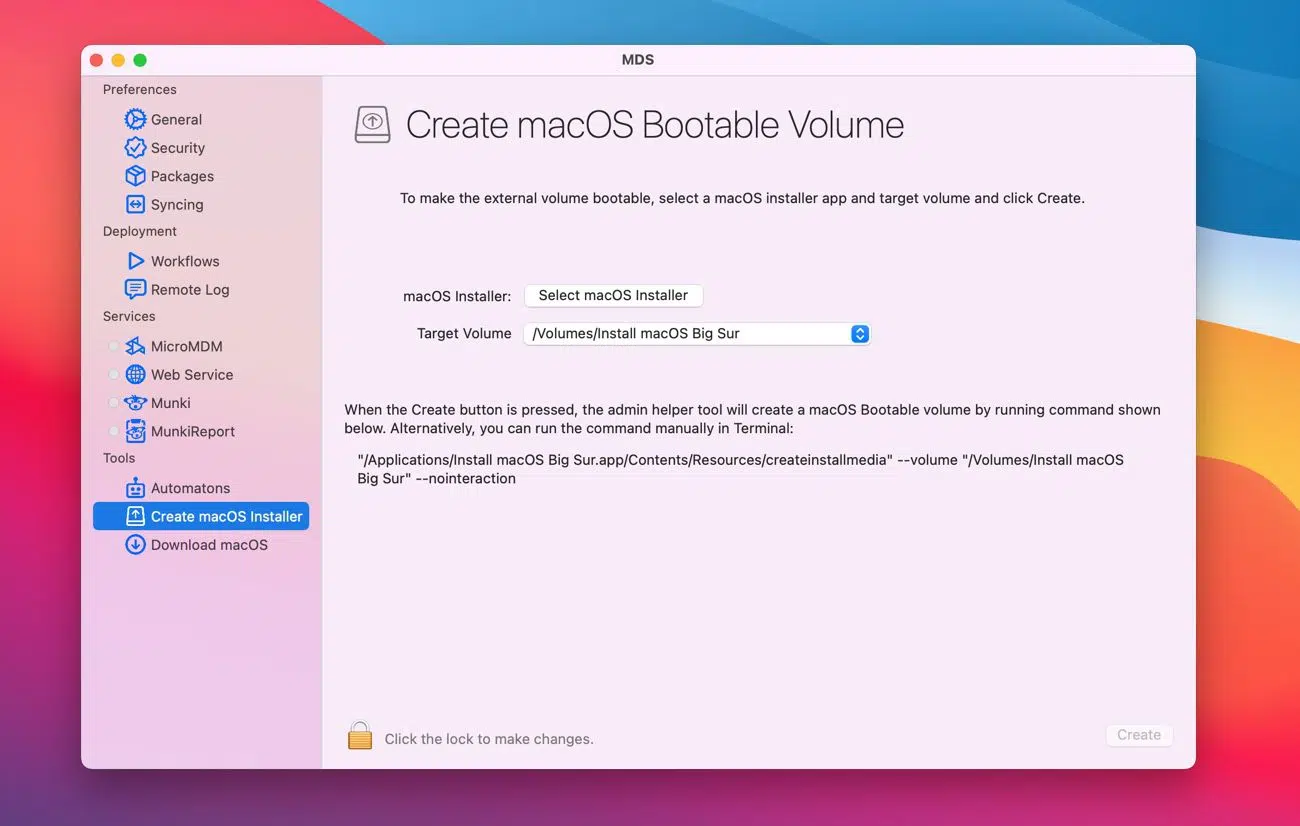 MDS
Preferences
General
Security
Packages
Syncing
Deployment
Workflows
Remote Log
Services
MicroMDM
Web Service
Munki
MunkiReport
Tools
Automatons
Create macOS Installer
Download macOS
Create macOS Bootable Volume
To make the external volume bootable, select a macOS installer app and target volume and click Create.
macOS Installer: Select macOS Installer
Target Volume /Volumes/Install macOS Big Sur
When the Create button is pressed, the admin helper tool will create a macOS Bootable volume by running command shown
below. Alternatively, you can run the command manually in Terminal:
"/Applications/Install macOS Big Sur.app/Contents/Resources/createinstallmedia" --volume "/Volumes/Install macOS
Big Sur" --nointeraction
Click the lock to make changes.
Create